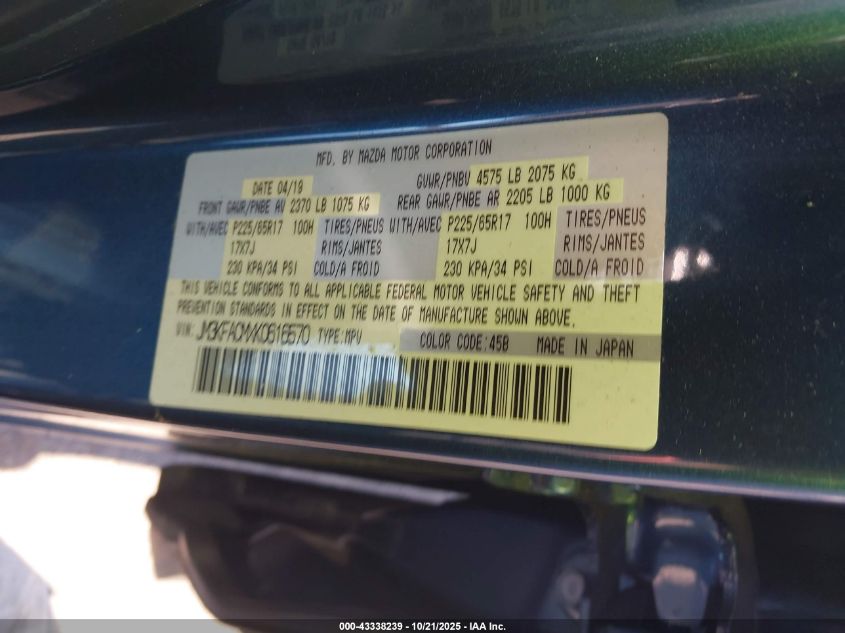 MFD. BY MAZDA MOTOR CORPORATION
DATE 04/19 GVWR/PNBV 4575 LB 2075 KG
FRONT GAWR/PNBE AV 2370 LB 1075 KG REAR GAWR/PNBE AR 2205 LB 1000 KG
WITH/AVEC P225/65R17 100H TIRES/PNEUS WITH/AVEC P225/65R17 100H TIRES/PNEUS
17X7J RIMS/JANTES 17X7J RIMS/JANTES
230 KPA/34 PSI COLD/A FROID 230 KPA/34 PSI COLD/A FROID
THIS VEHICLE CONFORMS TO ALL APPLICABLE FEDERAL MOTOR VEHICLE SAFETY AND THEFT
PREVENTION STANDARDS IN EFFECT ON THE DATE OF MANUFACTURE SHOWN ABOVE.
VIN: JM3KFACMXK0616570 TYPE:MPV COLOR CODE:45B MADE IN JAPAN
000-43338239 - 10/21/2025 - IAA Inc.